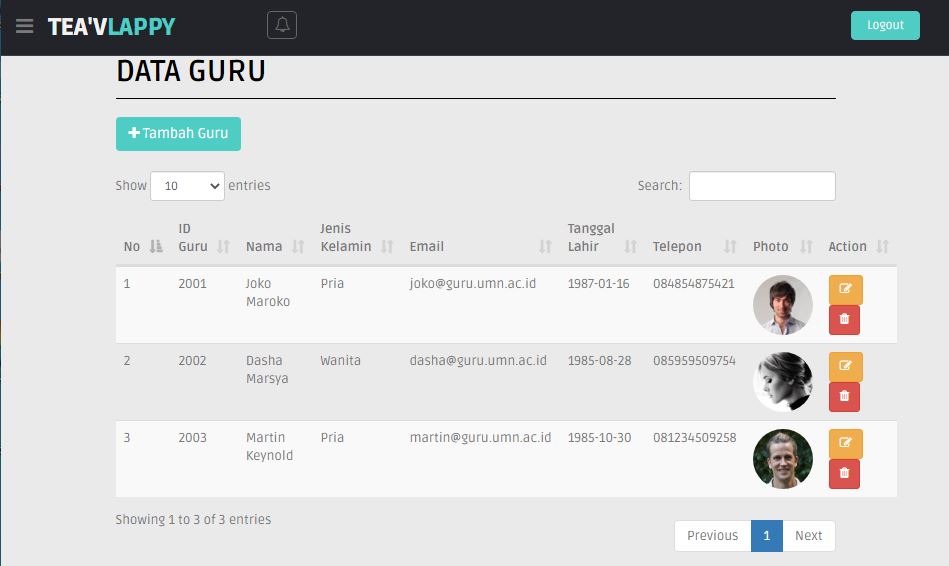 TEA'VLAPPY
Logout
DATA GURU
Tambah Guru
Show 10 entries
Search:
No ID Guru Nama Jenis Kelamin Email Tanggal Lahir Telepon Photo Action
1 2001 Joko Maroko Pria joko@guru.umn.ac.id 1987-01-16 084854875421
2 2002 Dasha Marsya Wanita dasha@guru.umn.ac.id 1985-08-28 085959509754
3 2003 Martin Keynold Pria martin@guru.umn.ac.id 1985-10-30 081234509258
Showing 1 to 3 of 3 entries
Previous 1 Next